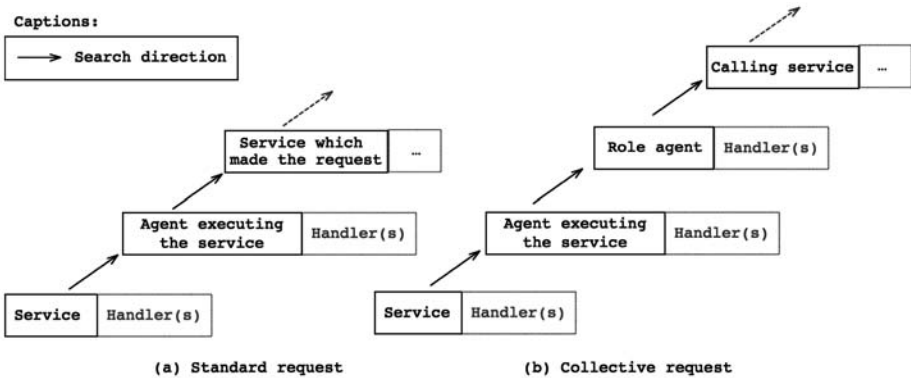 Captions:
Search direction
Service which
made the request
...
Agent executing
the service
Handler(s)
Service
Handler(s)
(a) Standard request
Calling service
...
Role agent
Handler(s)
Agent executing
the service
Handler(s)
Service
Handler(s)
(b) Collective request